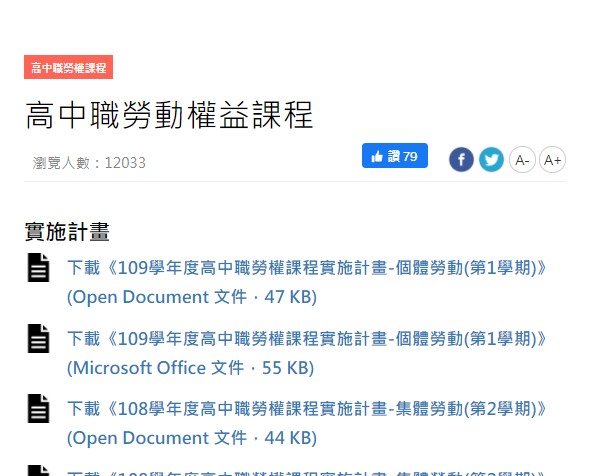 高中職勞權課程
高中職勞動權益課程
瀏覽人數：12033
讚 79
A-
A+
實施計畫
下載《109學年度高中職勞權課程實施計畫-個體勞動(第1學期)》
(Open Document 文件．47 KB)
下載《109學年度高中職勞權課程實施計畫-個體勞動(第1學期)》
(Microsoft Office 文件．55 KB)
下載《108學年度高中職勞權課程實施計畫-集體勞動(第2學期)》
(Open Document 文件．44 KB)